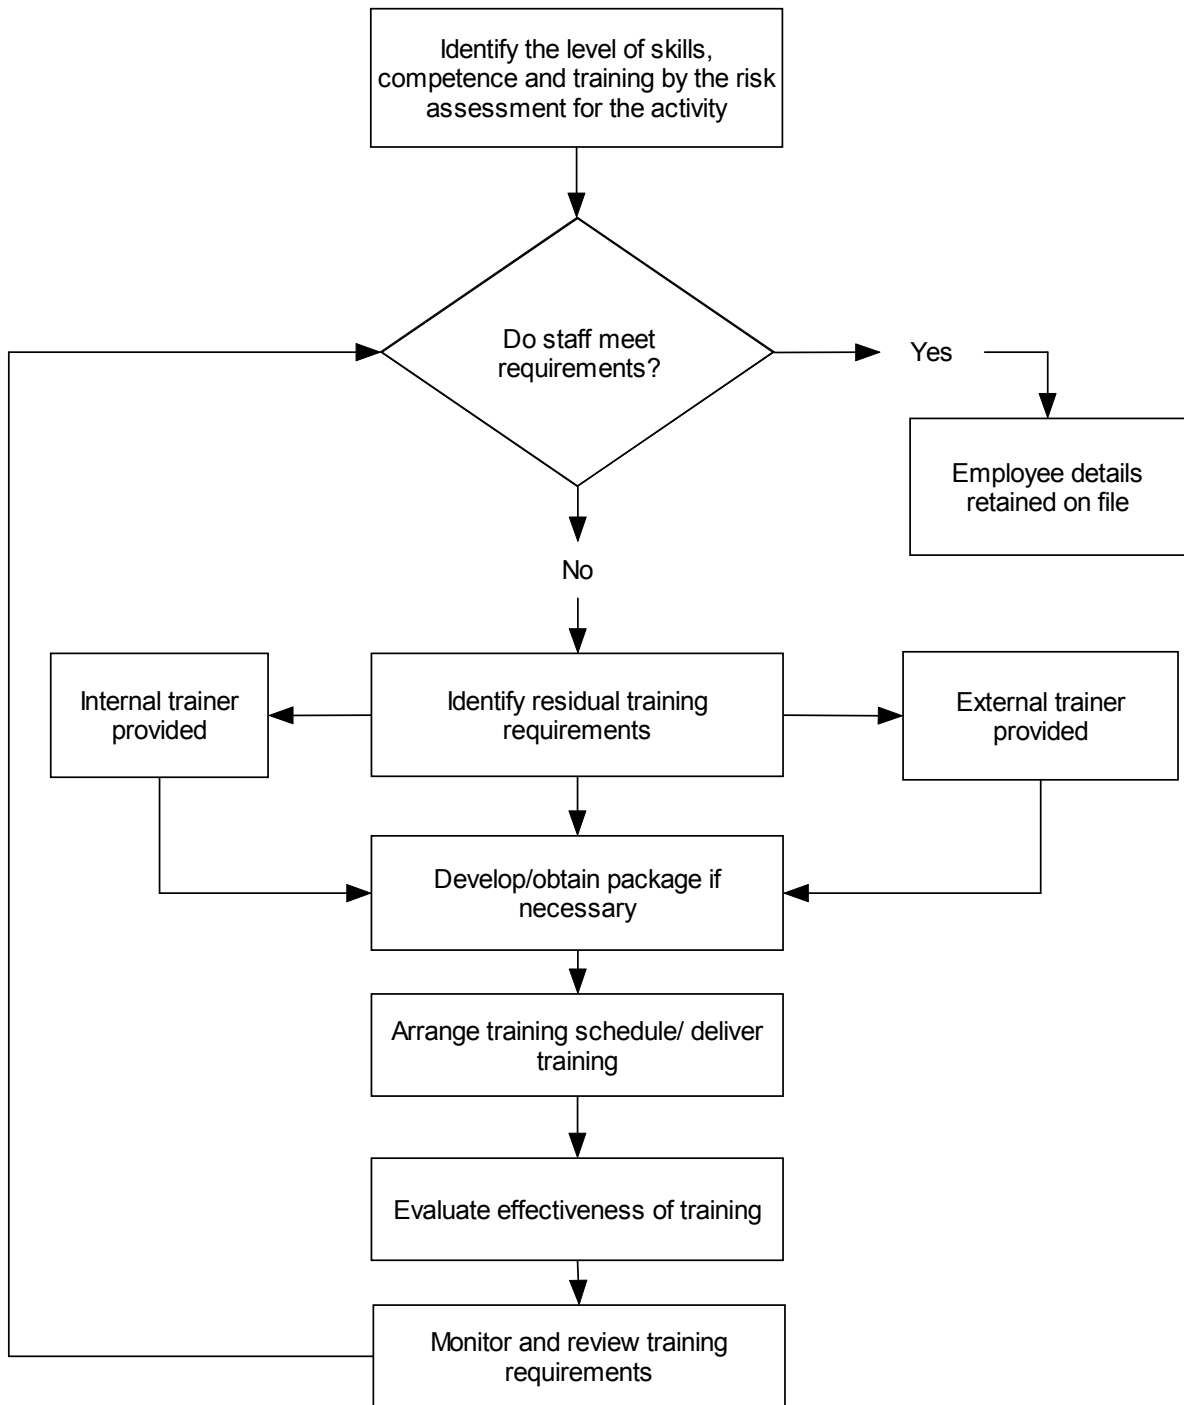 Identify the level of skills,
competence and training by the risk
assessment for the activity
Do staff meet
requirements?
Yes
Employee details
retained on file
No
Internal trainer
provided
Identify residual training
requirements
External trainer
provided
Develop/obtain package if
necessary
Arrange training schedule/ deliver
training
Evaluate effectiveness of training
Monitor and review training
requirements